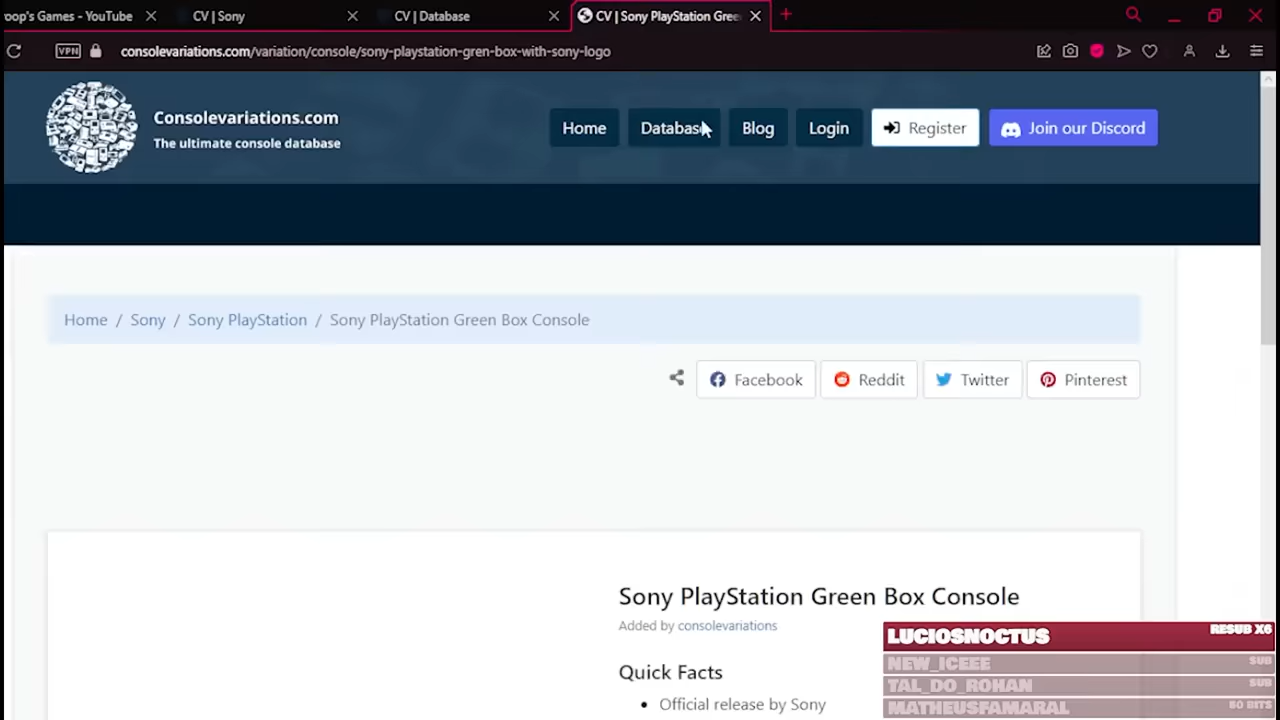 oop's Games - YouTube
CV | Sony
CV | Database
CV | Sony PlayStation Gree
VPN
consolevariations.com/variation/console/sony-playstation-gren-box-with-sony-logo
Consolevariations.com
The ultimate console database
Home
Database
Blog
Login
Register
Join our Discord
Home / Sony / Sony PlayStation / Sony PlayStation Green Box Console
Facebook
Reddit
Twitter
Pinterest
Sony PlayStation Green Box Console
Added by consolevariations
Quick Facts
Official release by Sony
LUCIOSNOCTUS RESUB X6
NEW_ICEEE SUB
TAL_DO_ROHAN SUB
MATHEUSFAMARAL 50 BITS